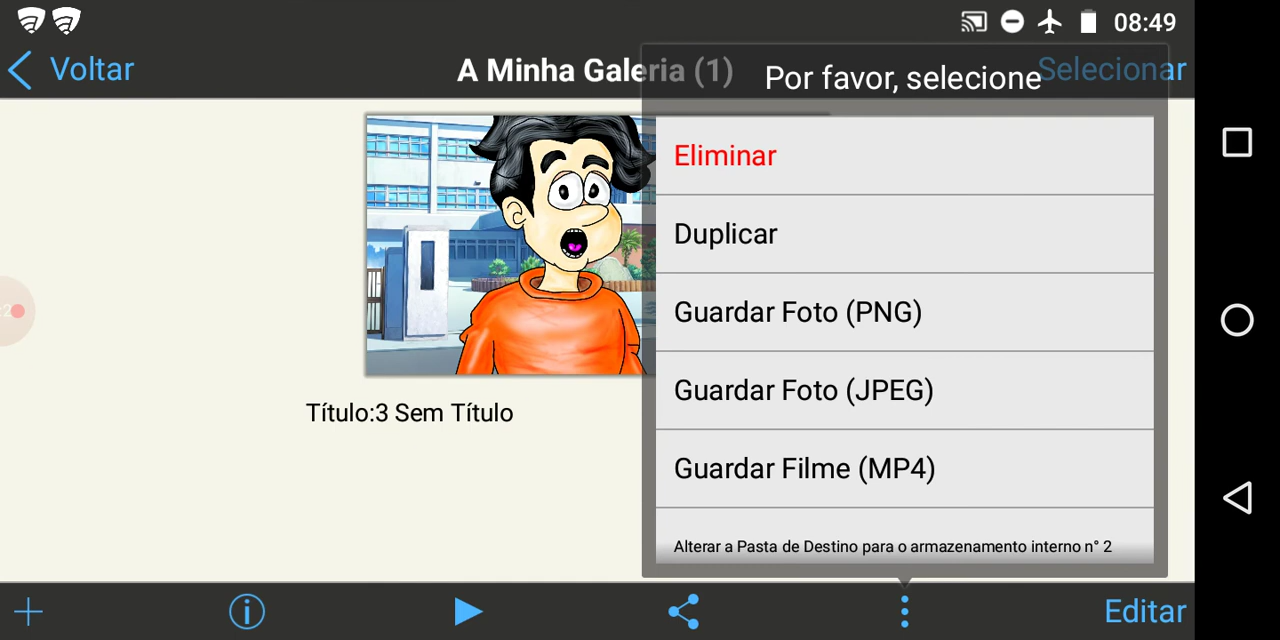 08:49
Voltar
A Minha Galeria (1)
Selecionar
Por favor, selecione
Eliminar
Duplicar
Guardar Foto (PNG)
Guardar Foto (JPEG)
Guardar Filme (MP4)
Alterar a Pasta de Destino para o armazenamento interno n° 2
Título:3 Sem Título
Editar